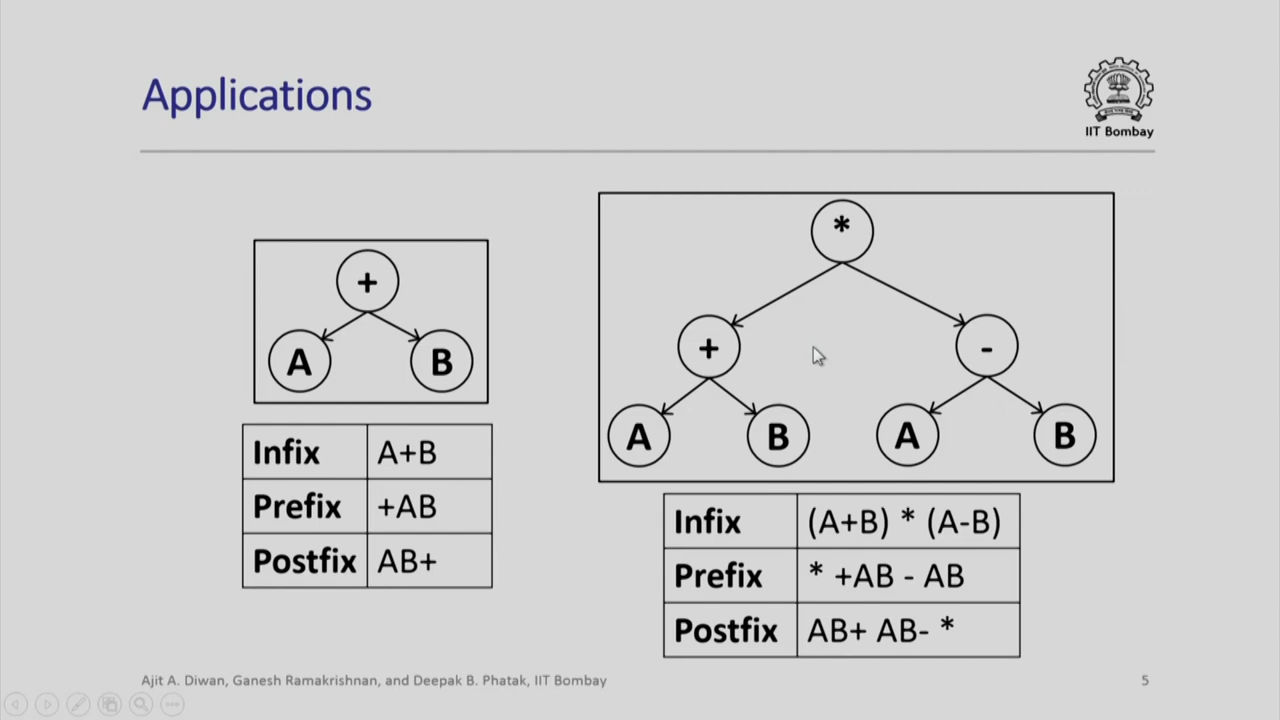 Applications
IIT Bombay
+
A B
Infix A+B
Prefix +AB
Postfix AB+
*
+ -
A B A B
Infix (A+B) * (A-B)
Prefix * +AB - AB
Postfix AB+ AB- *
Ajit A. Diwan, Ganesh Ramakrishnan, and Deepak B. Phatak, IIT Bombay 5